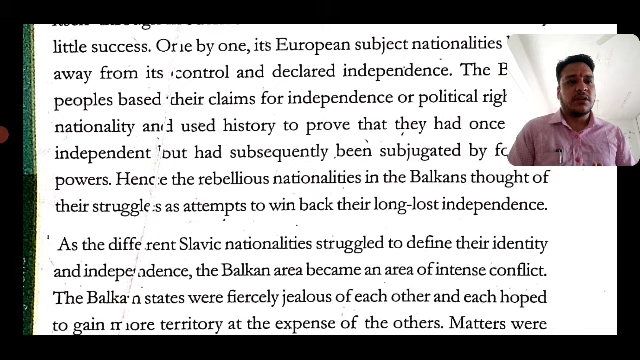 little success. One by one, its European subject nationalities
away from its control and declared independence. The
peoples based their claims for independence or political
nationality and used history to prove that they had once
independent but had subsequently been subjugated by
powers. Hence the rebellious nationalities in the Balkans thought of
their struggles as attempts to win back their long-lost independence.
As the different Slavic nationalities struggled to define their identity
and independence, the Balkan area became an area of intense conflict.
The Balkan states were fiercely jealous of each other and each hoped
to gain more territory at the expense of the others. Matters were